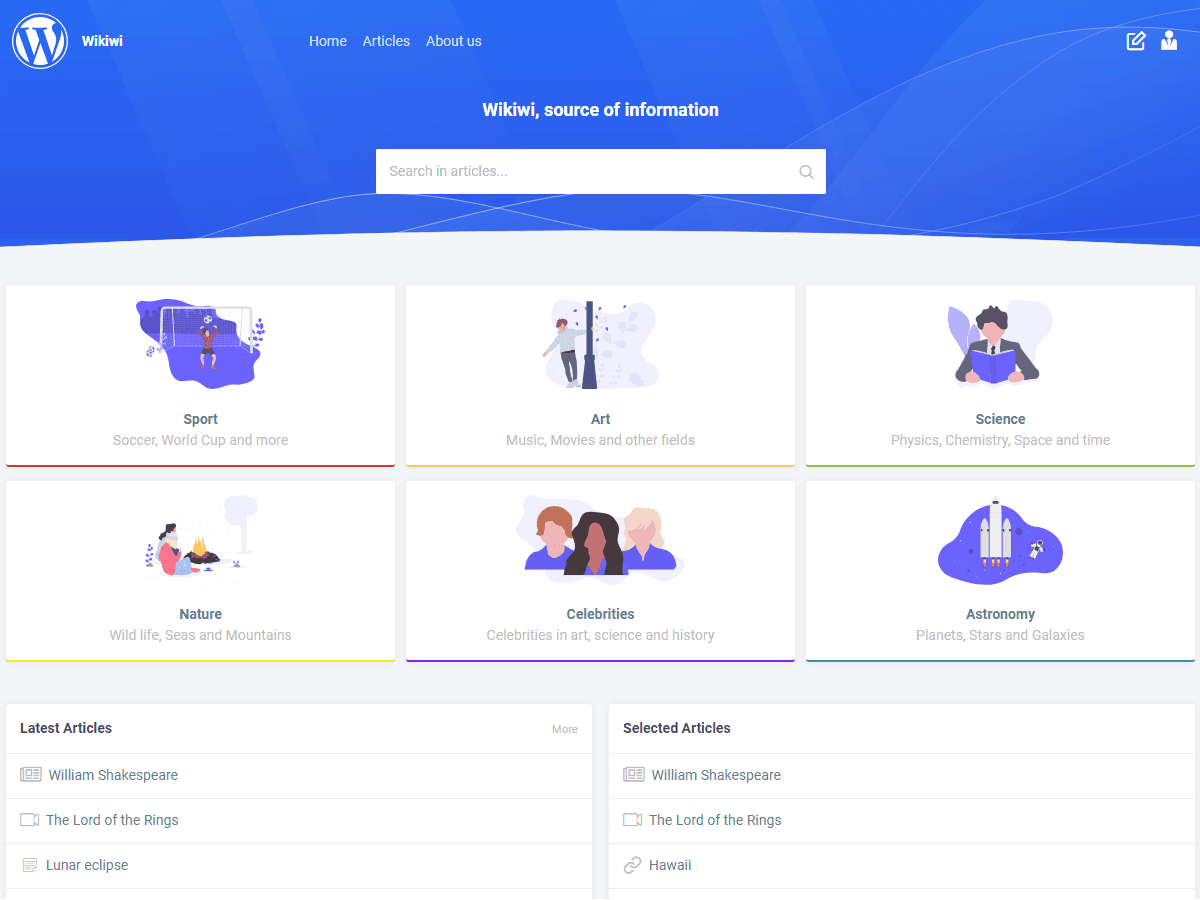 Wikiwi
Home Articles About us
Wikiwi, source of information
Search in articles...
Sport
Soccer, World Cup and more
Art
Music, Movies and other fields
Science
Physics, Chemistry, Space and time
Nature
Wild life, Seas and Mountains
Celebrities
Celebrities in art, science and history
Astronomy
Planets, Stars and Galaxies
Latest Articles More
William Shakespeare
The Lord of the Rings
Lunar eclipse
Selected Articles
William Shakespeare
The Lord of the Rings
Hawaii